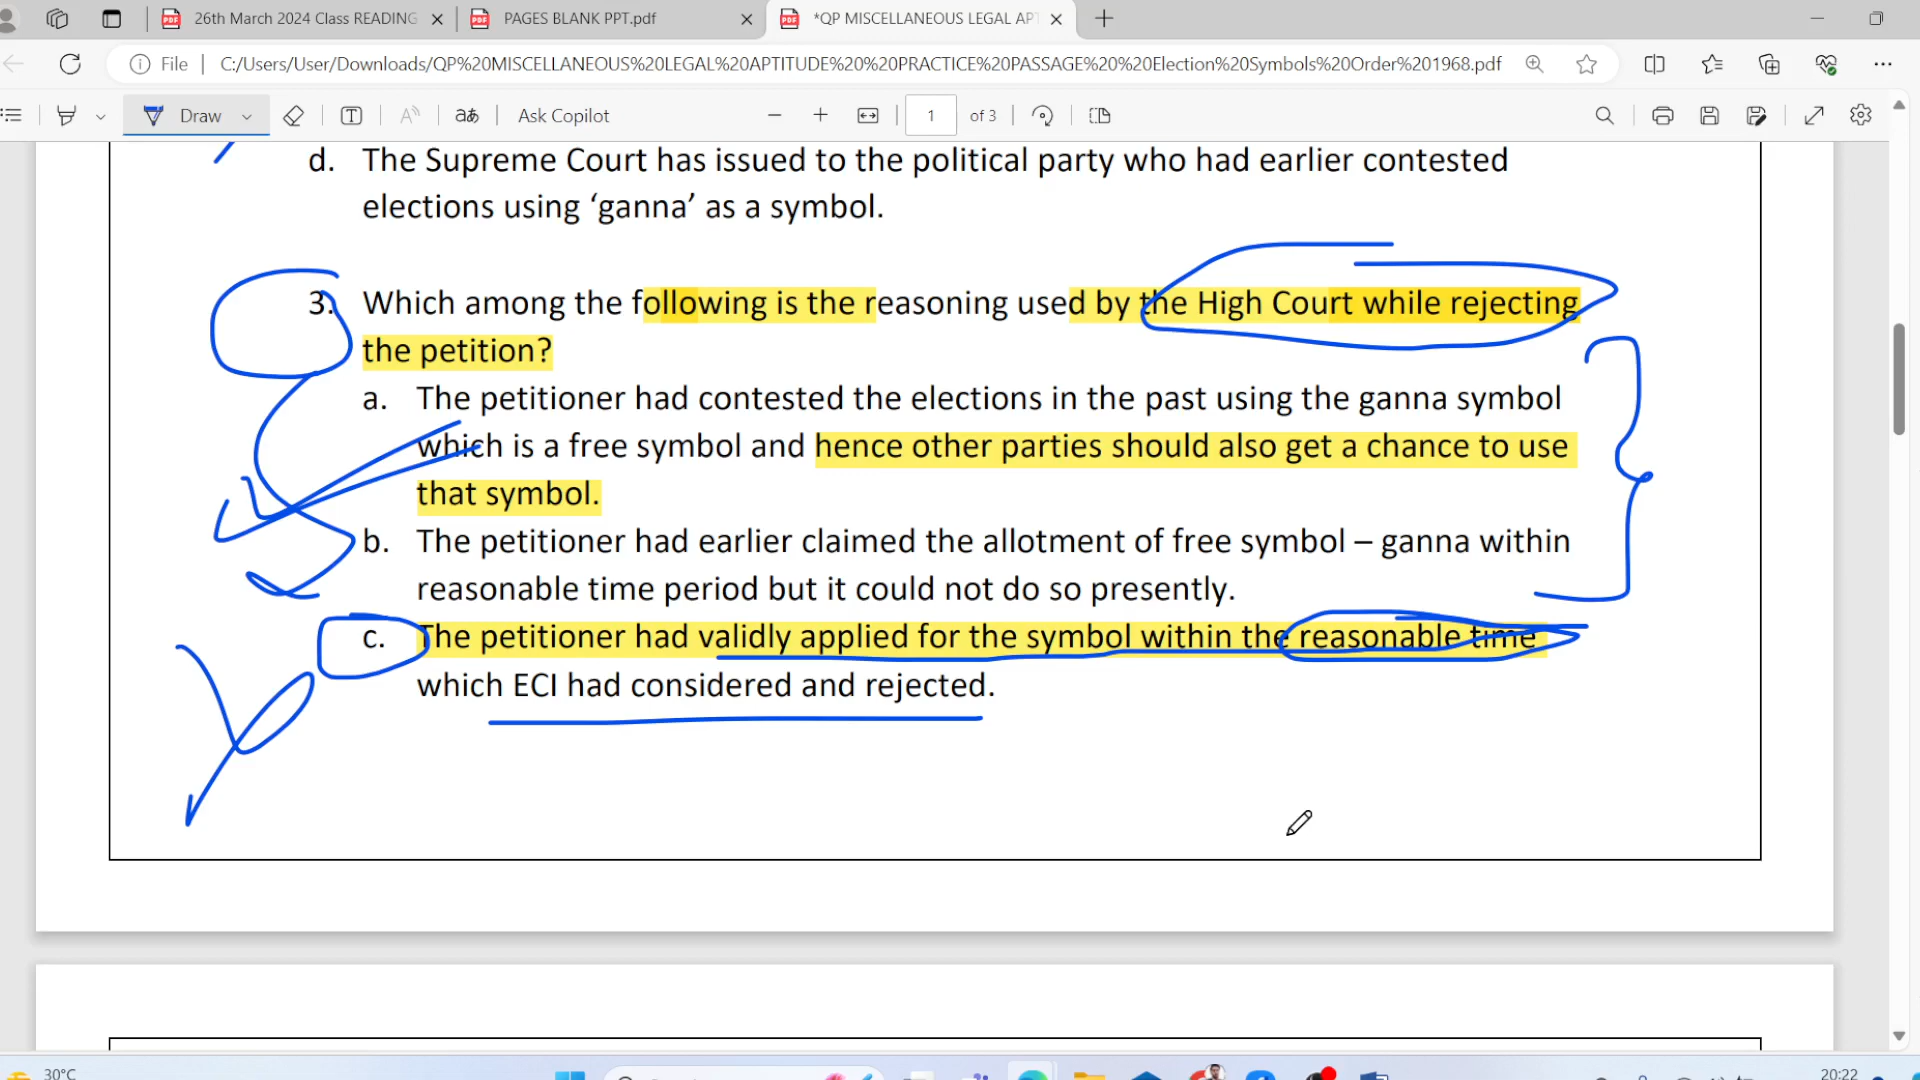 26th March 2024 Class READING
PAGES BLANK PPT.pdf
*QP MISCELLANEOUS LEGAL APT
File
C:/Users/User/Downloads/QP%20MISCELLANEOUS%20LEGAL%20APTITUDE%20%20PRACTICE%20PASSAGE%20%20Election%20Symbols%20Order%201968.pdf
Draw
aあ
Ask Copilot
1 of 3
d. The Supreme Court has issued to the political party who had earlier contested
elections using ‘ganna’ as a symbol.
3. Which among the following is the reasoning used by the High Court while rejecting
the petition?
a. The petitioner had contested the elections in the past using the ganna symbol
which is a free symbol and hence other parties should also get a chance to use
that symbol.
b. The petitioner had earlier claimed the allotment of free symbol – ganna within
reasonable time period but it could not do so presently.
c. The petitioner had validly applied for the symbol within the reasonable time
which ECI had considered and rejected.
30°C
20:22